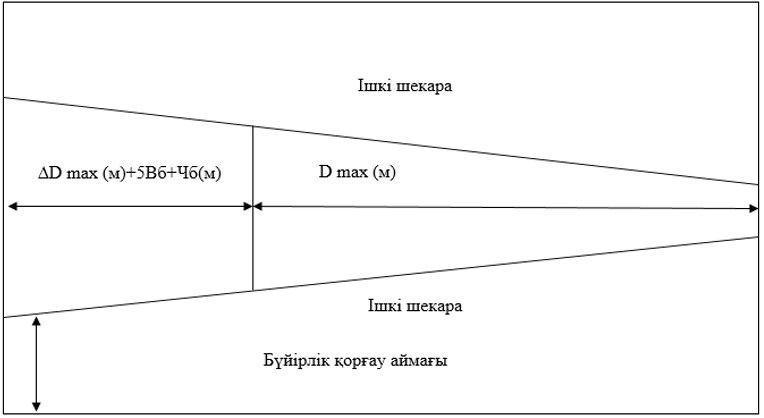 Ішкі шекара
ΔD max (м)+5Вб+Чб(м)
D max (м)
Ішкі шекара
Бүйірлік қорғау аймағы